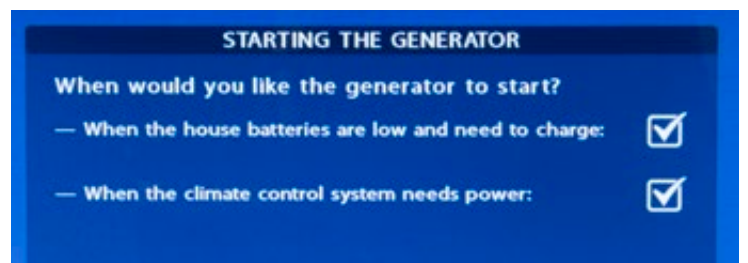 STARTING THE GENERATOR
When would you like the generator to start?
— When the house batteries are low and need to charge:
— When the climate control system needs power: